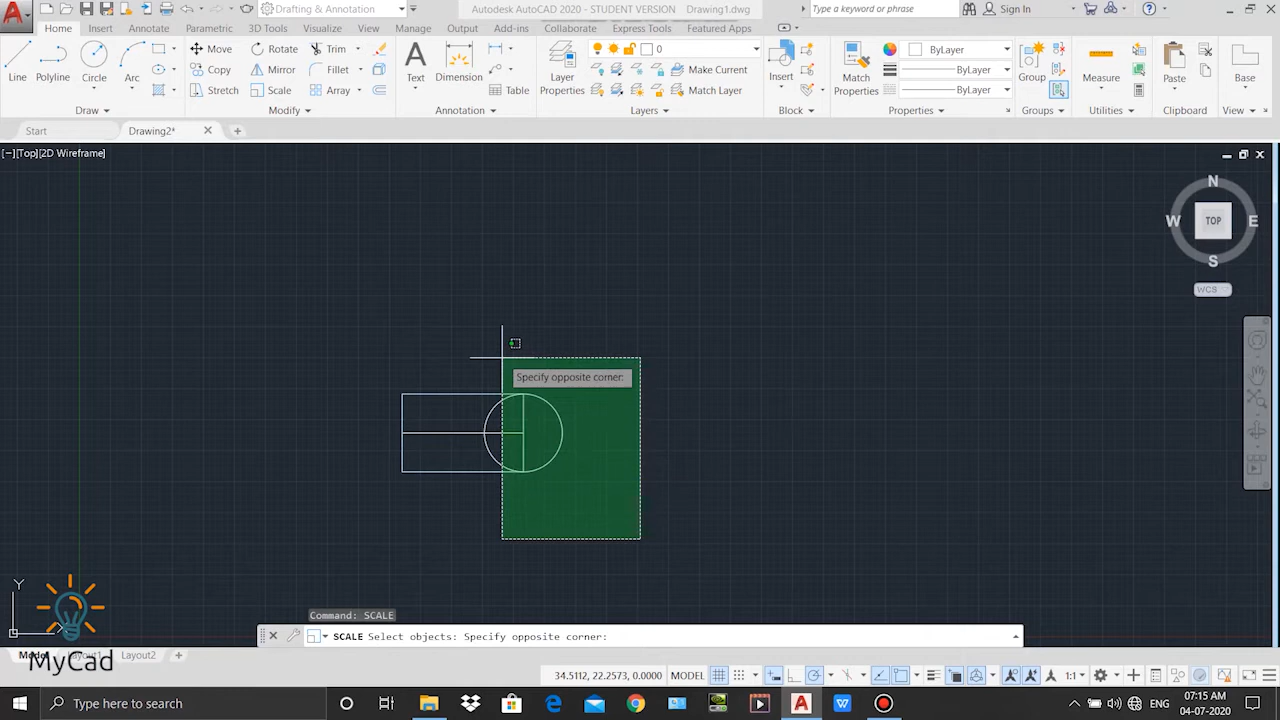 Drafting & Annotation
Autodesk AutoCAD 2020 - STUDENT VERSION Drawing1.dwg
Type a keyword or phrase
Sign In
Home Insert Annotate Parametric 3D Tools Visualize View Manage Output Add-ins Collaborate Express Tools Featured Apps
Line Polyline Circle Arc
Move Rotate Trim
Copy Mirror Fillet
Stretch Scale Array
Text Dimension Table
Layer Properties
0
Make Current
Match Layer
Insert
Match Properties
ByLayer
ByLayer
ByLayer
Group Measure Paste Base
Draw Modify Annotation Layers Block Properties Groups Utilities Clipboard View
Start Drawing2*
[−][Top][2D Wireframe]
N
W TOP E
S
WCS
Specify opposite corner:
Y
Command: SCALE
SCALE Select objects: Specify opposite corner:
Model Layout1 Layout2
MyCad
34.5112, 22.2573, 0.0000 MODEL 1:1
Type here to search
ENG
07:15 AM
04-07-2020